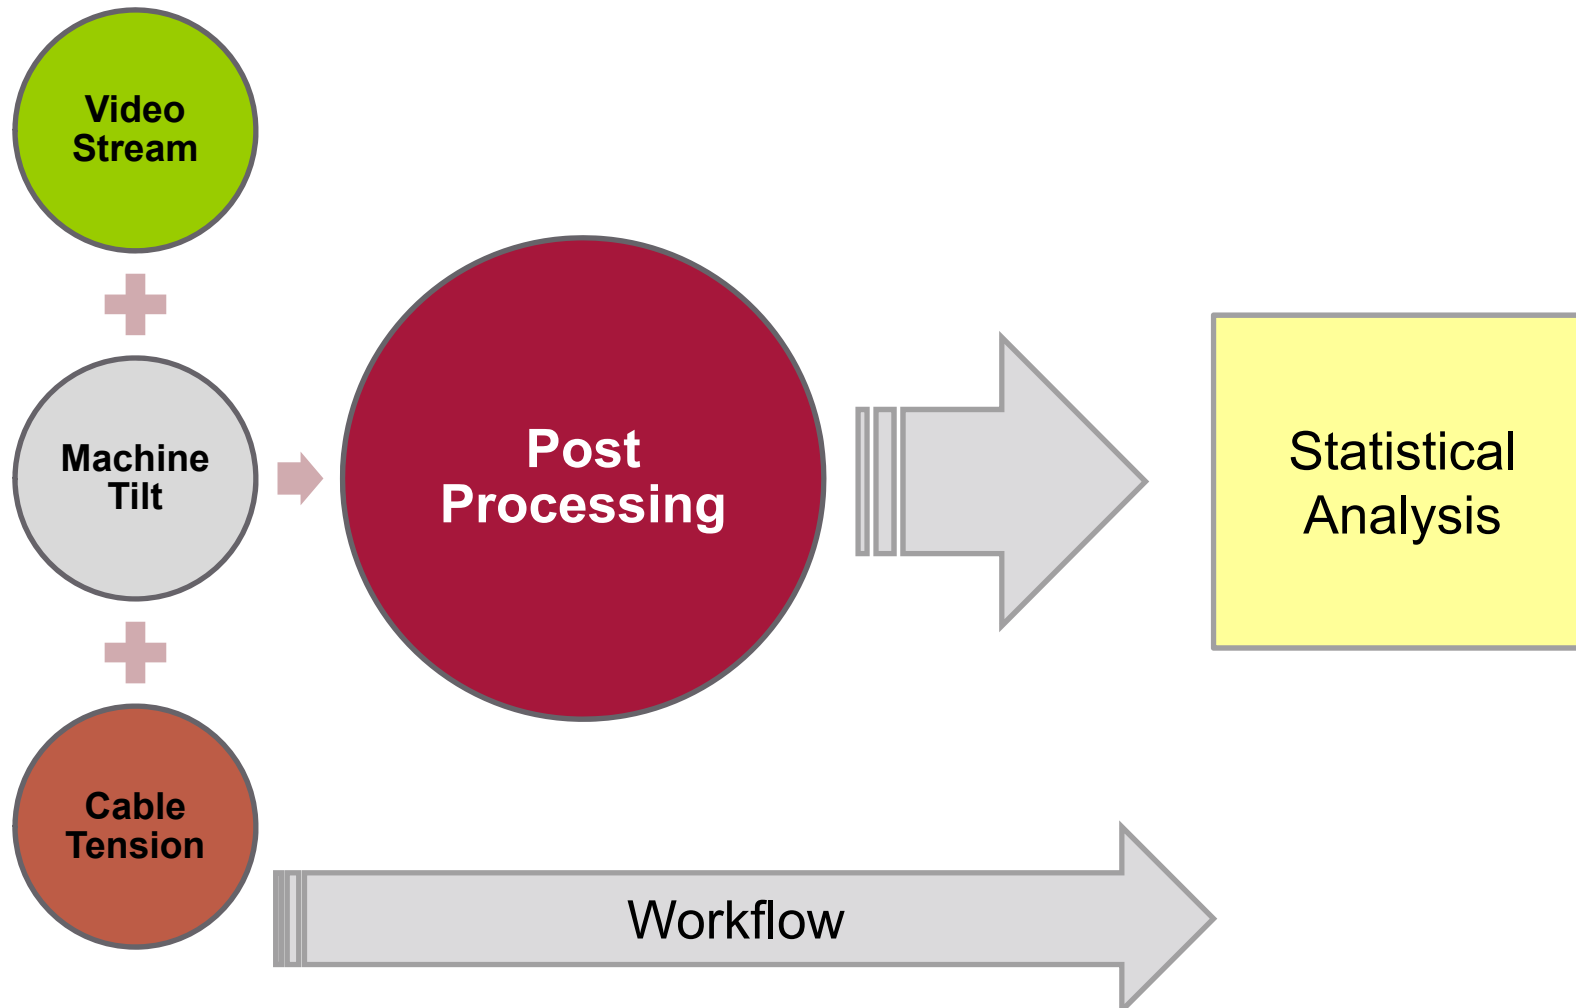 Video
Stream
Machine
Tilt
Cable
Tension
Post
Processing
Statistical
Analysis
Workflow